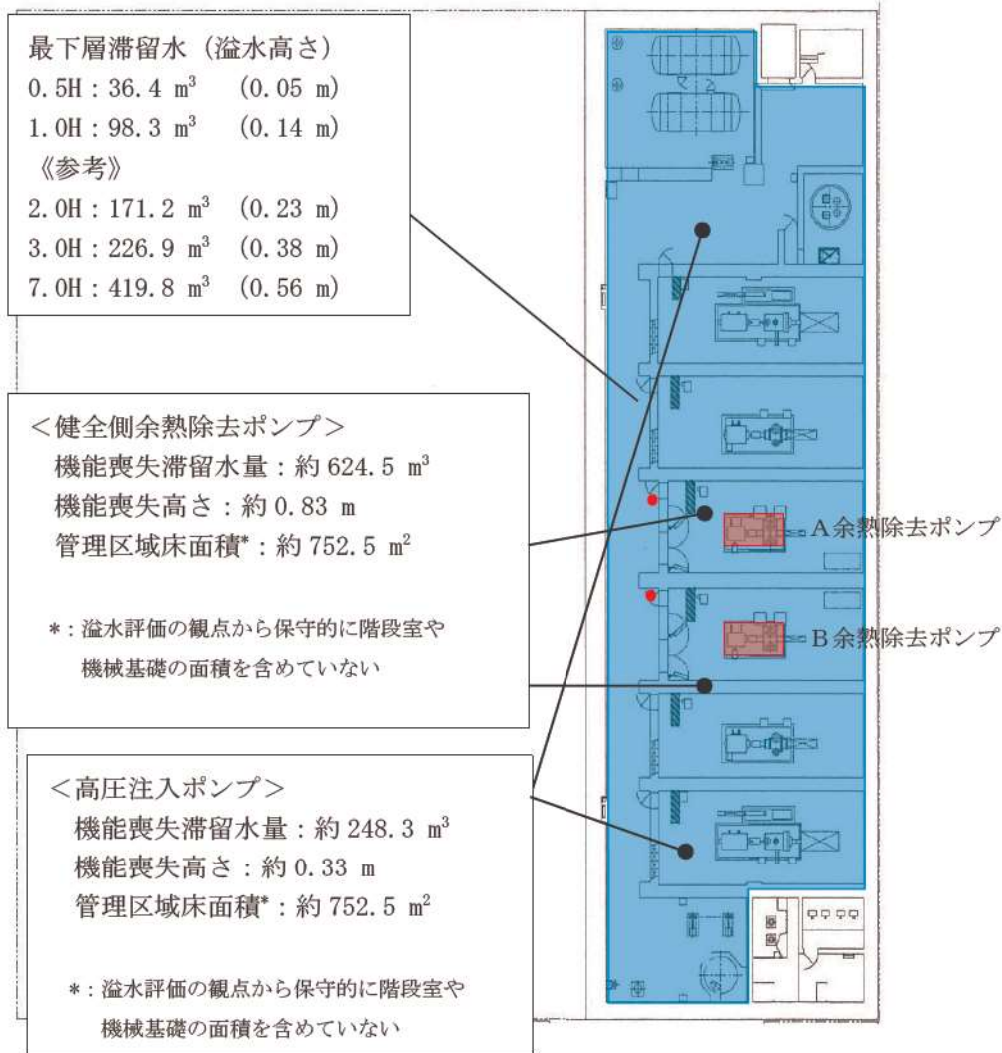 最下層滞留水（溢水高さ）
0.5H：36.4 m³ (0.05 m)
1.0H：98.3 m³ (0.14 m)
《参考》
2.0H：171.2 m³ (0.23 m)
3.0H：226.9 m³ (0.38 m)
7.0H：419.8 m³ (0.56 m)
＜健全側余熱除去ポンプ＞
機能喪失滞留水量：約 624.5 m³
機能喪失高さ：約 0.83 m
管理区域床面積*：約 752.5 m²
*：溢水評価の観点から保守的に階段室や
機械基礎の面積を含めていない
A余熱除去ポンプ
B余熱除去ポンプ
＜高圧注入ポンプ＞
機能喪失滞留水量：約 248.3 m³
機能喪失高さ：約 0.33 m
管理区域床面積*：約 752.5 m²
*：溢水評価の観点から保守的に階段室や
機械基礎の面積を含めていない